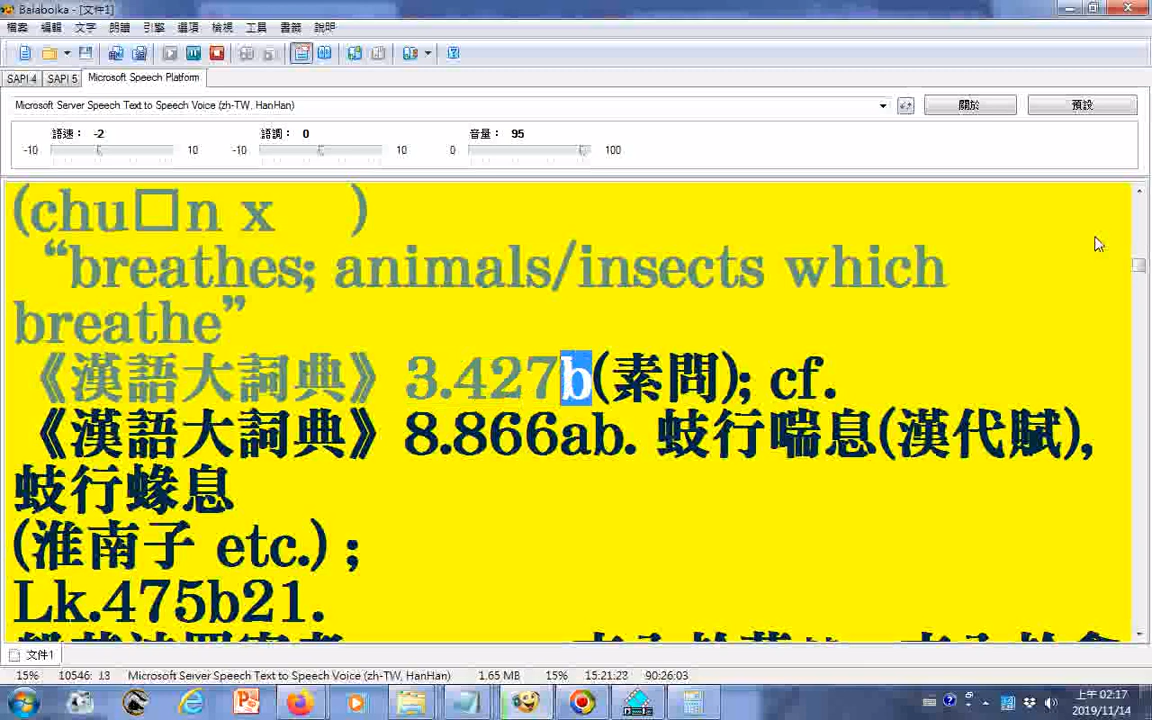 Balabolka - [文件1]
檔案 編輯 文字 朗讀 引擎 選項 檢視 工具 書籤 說明
SAPI 4 SAPI 5 Microsoft Speech Platform
Microsoft Server Speech Text to Speech Voice (zh-TW, HanHan) 關於 預設
語速： -2 語調： 0 音量： 95
-10 10 -10 10 0 100
(chu□n x )
“breathes; animals/insects which
breathe”
《漢語大詞典》 3.427b(素問); cf.
《漢語大詞典》 8.866ab. 蚑行喘息(漢代賦),
蚑行蝝息
(淮南子 etc.) ;
Lk.475b21.
文件1
15% 10546: 13 Microsoft Server Speech Text to Speech Voice (zh-TW, HanHan) 1.65 MB 15% 15:21:23 90:26:03
上午 02:17
2019/11/14